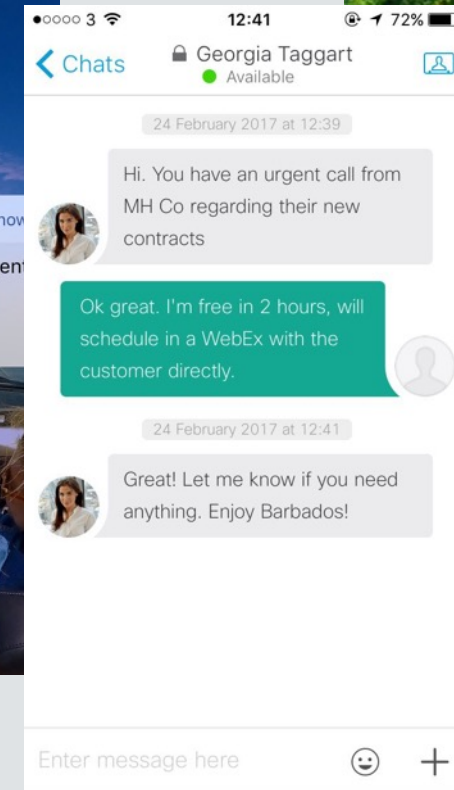 3 12:41 72%
Chats Georgia Taggart
Available
24 February 2017 at 12:39
Hi. You have an urgent call from
MH Co regarding their new
contracts
Ok great. I'm free in 2 hours, will
schedule in a WebEx with the
customer directly.
24 February 2017 at 12:41
Great! Let me know if you need
anything. Enjoy Barbados!
Enter message here